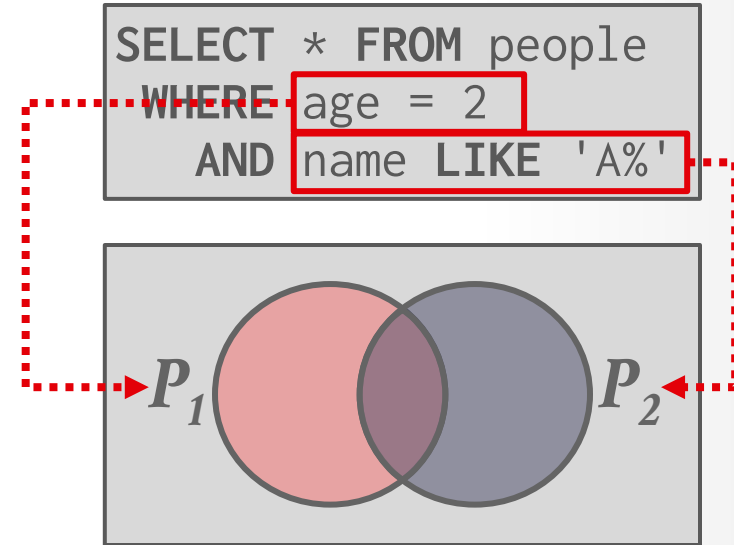 SELECT * FROM people
WHERE age = 2
AND name LIKE 'A%'
P1
P2